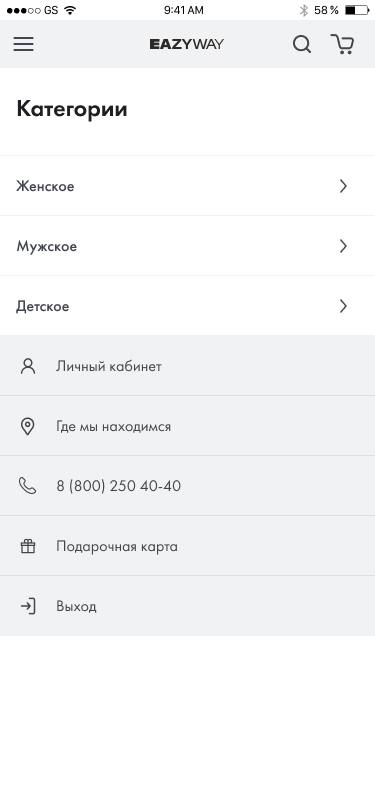 GS 9:41 AM 58 %
EAZYWAY
Категории
Женское
Мужское
Детское
Личный кабинет
Где мы находимся
8 (800) 250 40-40
Подарочная карта
Выход